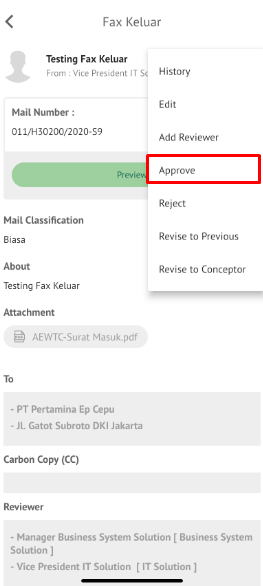 Fax Keluar
Testing Fax Keluar
From : Vice President IT Sc
History
Edit
Add Reviewer
Approve
Reject
Revise to Previous
Revise to Conceptor
Mail Number :
011/H30200/2020-S9
Preview
Mail Classification
Biasa
About
Testing Fax Keluar
Attachment
AEWTC-Surat Masuk.pdf
To
- PT Pertamina Ep Cepu
- JL. Gatot Subroto DKI Jakarta
Carbon Copy (CC)
Reviewer
- Manager Business System Solution [ Business System
Solution ]
- Vice President IT Solution [ IT Solution ]